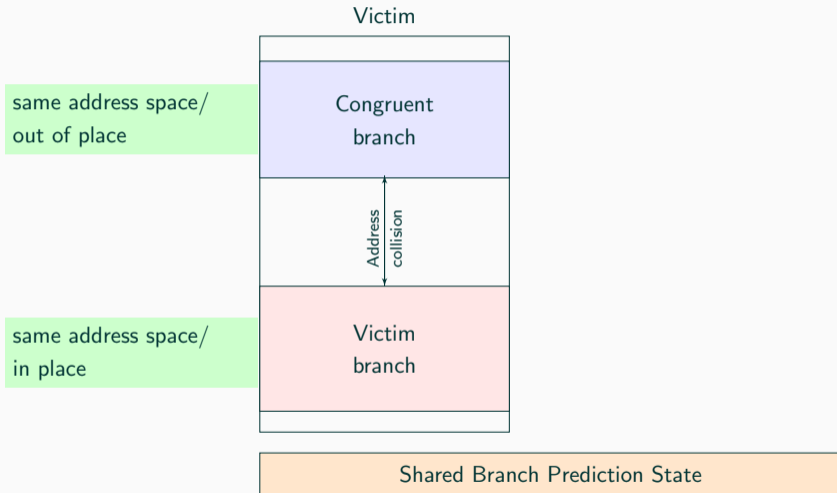 Victim
same address space/
out of place
Congruent
branch
Address
collision
same address space/
in place
Victim
branch
Shared Branch Prediction State